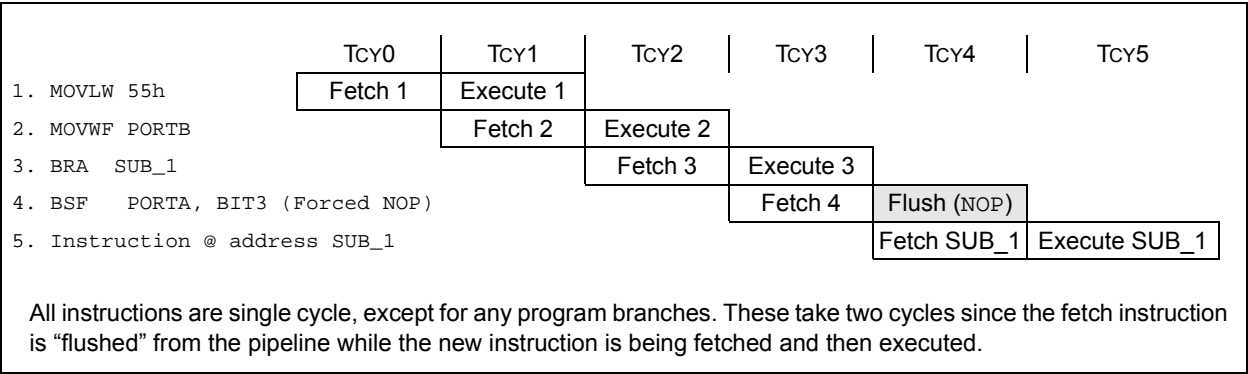 TCY0 TCY1 TCY2 TCY3 TCY4 TCY5
1. MOVLW 55h Fetch 1 Execute 1
2. MOVWF PORTB Fetch 2 Execute 2
3. BRA SUB_1 Fetch 3 Execute 3
4. BSF PORTA, BIT3 (Forced NOP) Fetch 4 Flush (NOP)
5. Instruction @ address SUB_1 Fetch SUB_1 Execute SUB_1
All instructions are single cycle, except for any program branches. These take two cycles since the fetch instruction
is “flushed” from the pipeline while the new instruction is being fetched and then executed.